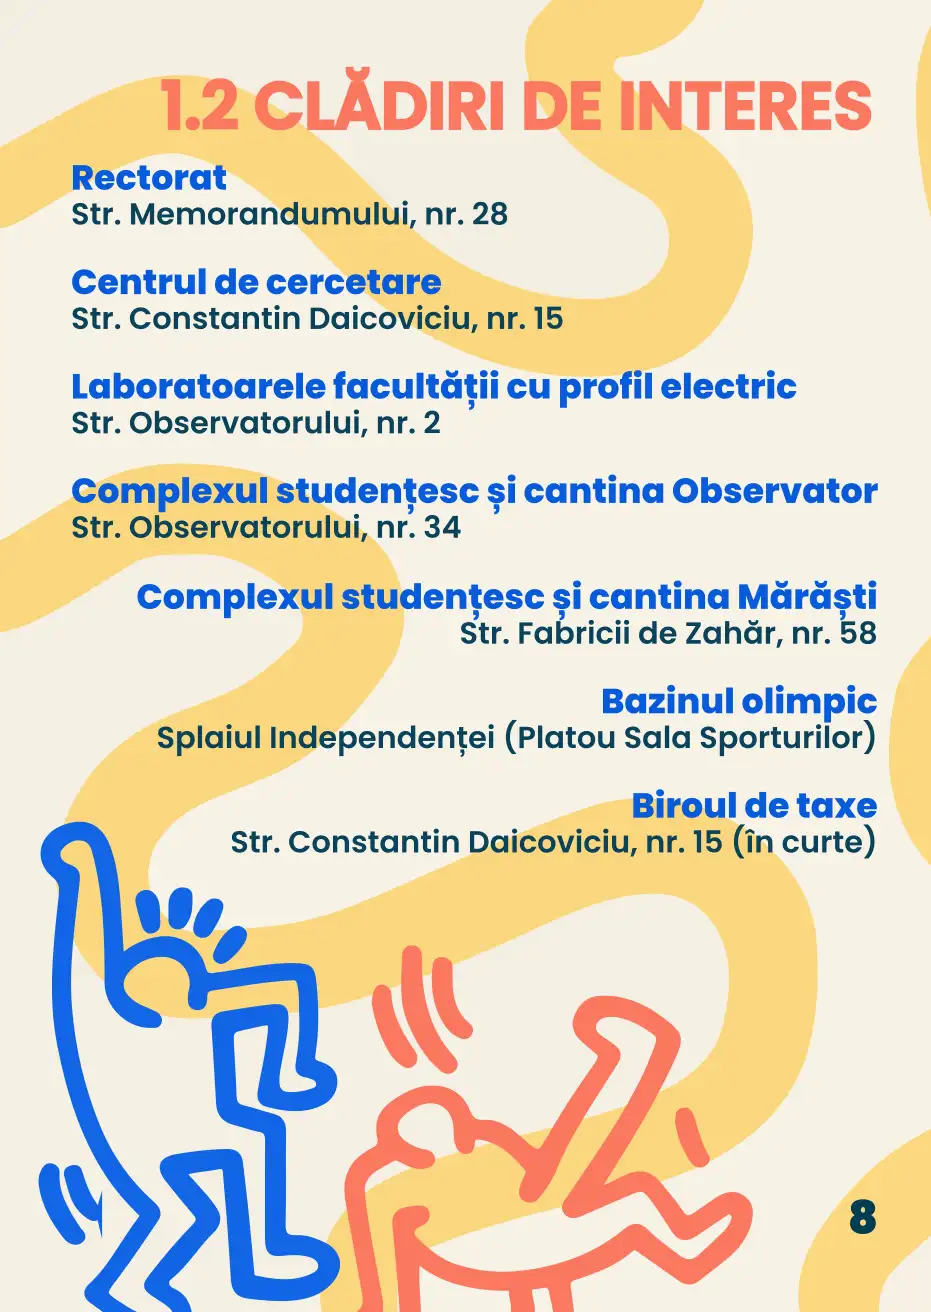 1.2 CLĂDIRI DE INTERES
Rectorat
Str. Memorandumului, nr. 28
Centrul de cercetare
Str. Constantin Daicoviciu, nr. 15
Laboratoarele facultății cu profil electric
Str. Observatorului, nr. 2
Complexul studențesc și cantina Observator
Str. Observatorului, nr. 34
Complexul studențesc și cantina Mărăști
Str. Fabricii de Zahăr, nr. 58
Bazinul olimpic
Splaiul Independenței (Platou Sala Sporturilor)
Biroul de taxe
Str. Constantin Daicoviciu, nr. 15 (în curte)
8